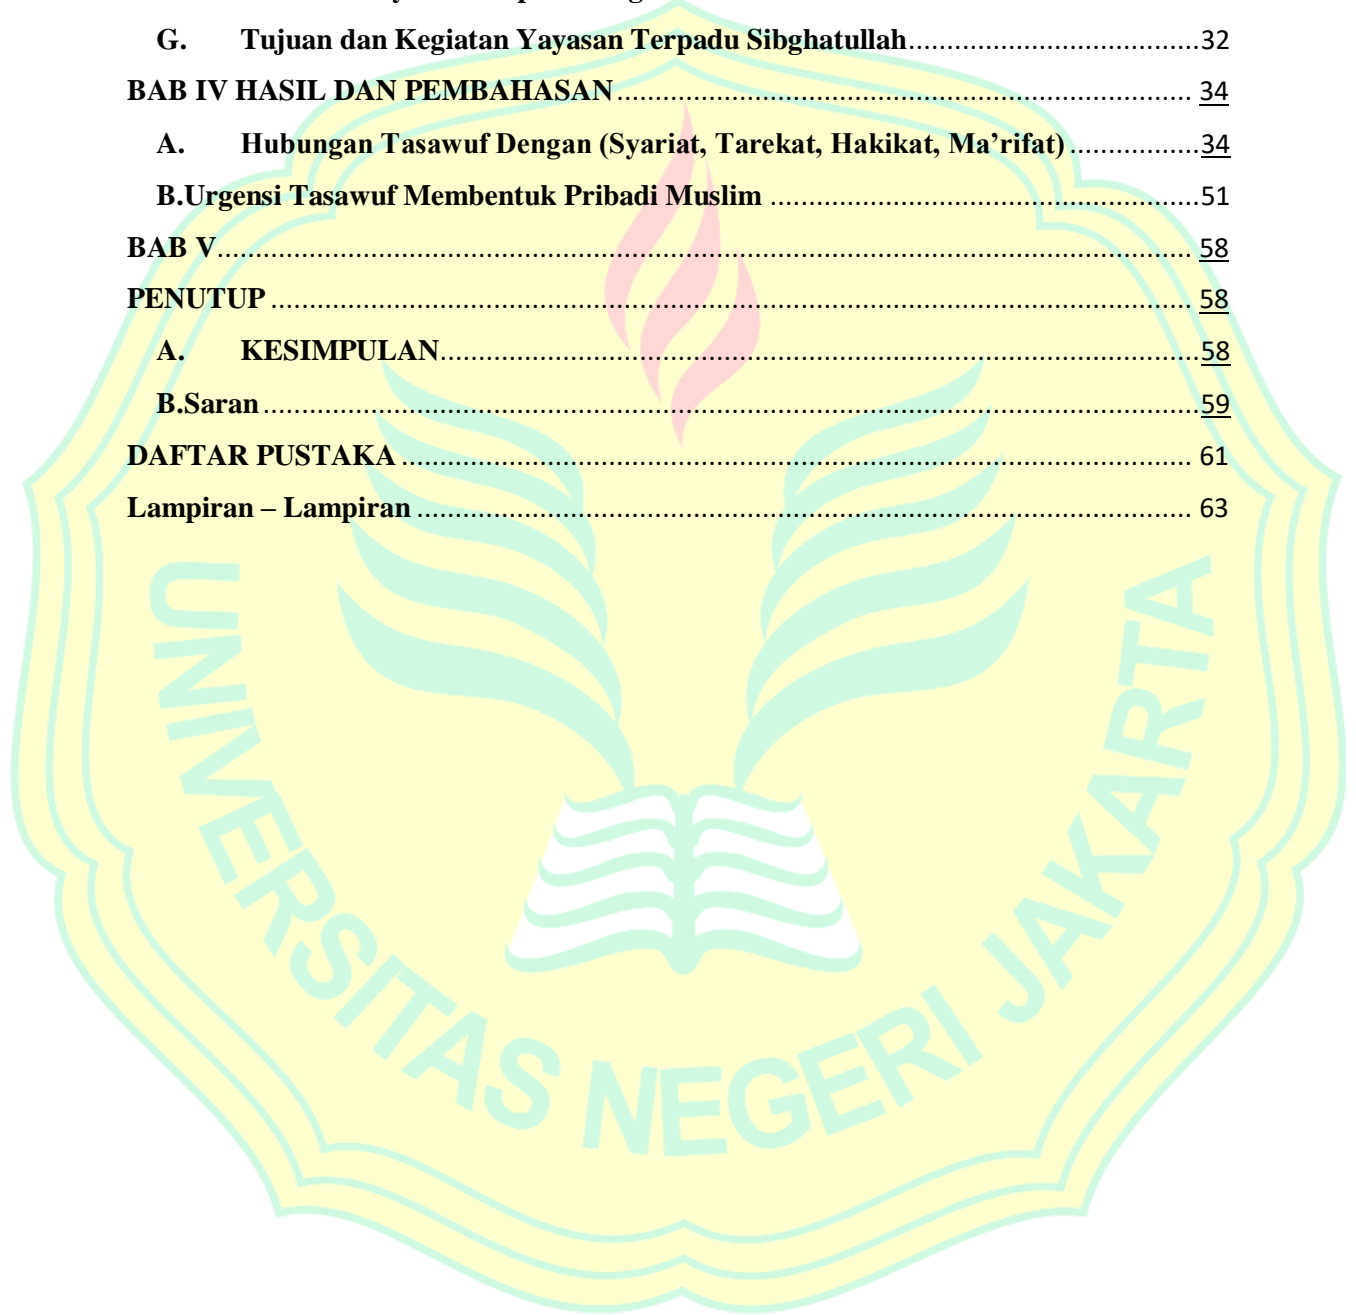 G. Tujuan dan Kegiatan Yayasan Terpadu Sibghatullah....................................32
BAB IV HASIL DAN PEMBAHASAN.................................................................... 34
A. Hubungan Tasawuf Dengan (Syariat, Tarekat, Hakikat, Ma’rifat).................34
B.Urgensi Tasawuf Membentuk Pribadi Muslim....................................................51
BAB V.................................................................................................................... 58
PENUTUP.............................................................................................................. 58
A. KESIMPULAN..........................................................................................58
B.Saran................................................................................................................59
DAFTAR PUSTAKA............................................................................................. 61
Lampiran – Lampiran............................................................................................ 63
UNIVERSITAS NEGERI JAKARTA